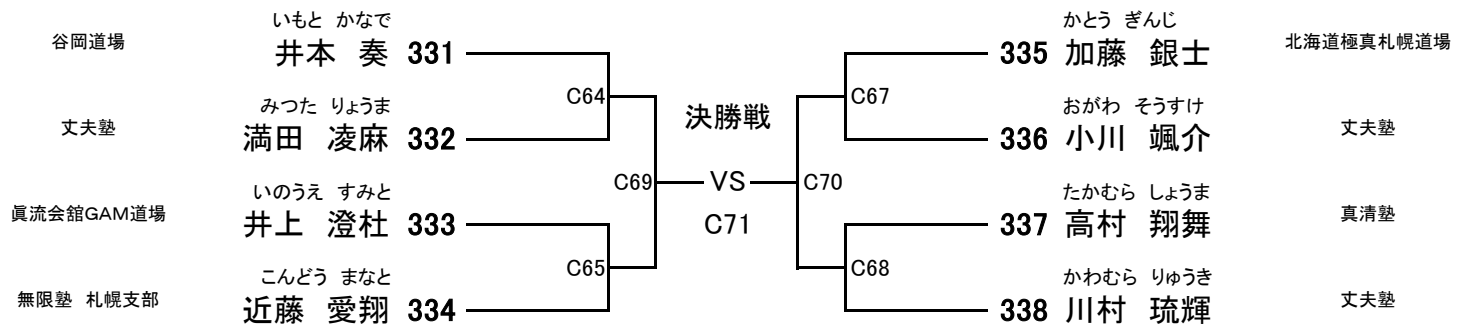 いもと かなで
谷岡道場 井本 奏 331
C64
みつた りょうま
丈夫塾 満田 凌麻 332
C69
いのうえ すみと
眞流会舘GAM道場 井上 澄杜 333
C65
こんどう まなと
無限塾 札幌支部 近藤 愛翔 334
決勝戦
VS
C71
かとう ぎんじ
335 加藤 銀士 北海道極真札幌道場
C67
おがわ そうすけ
336 小川 颯介 丈夫塾
C70
たかむら しょうま
337 高村 翔舞 真清塾
C68
かわむら りゅうき
338 川村 琉輝 丈夫塾